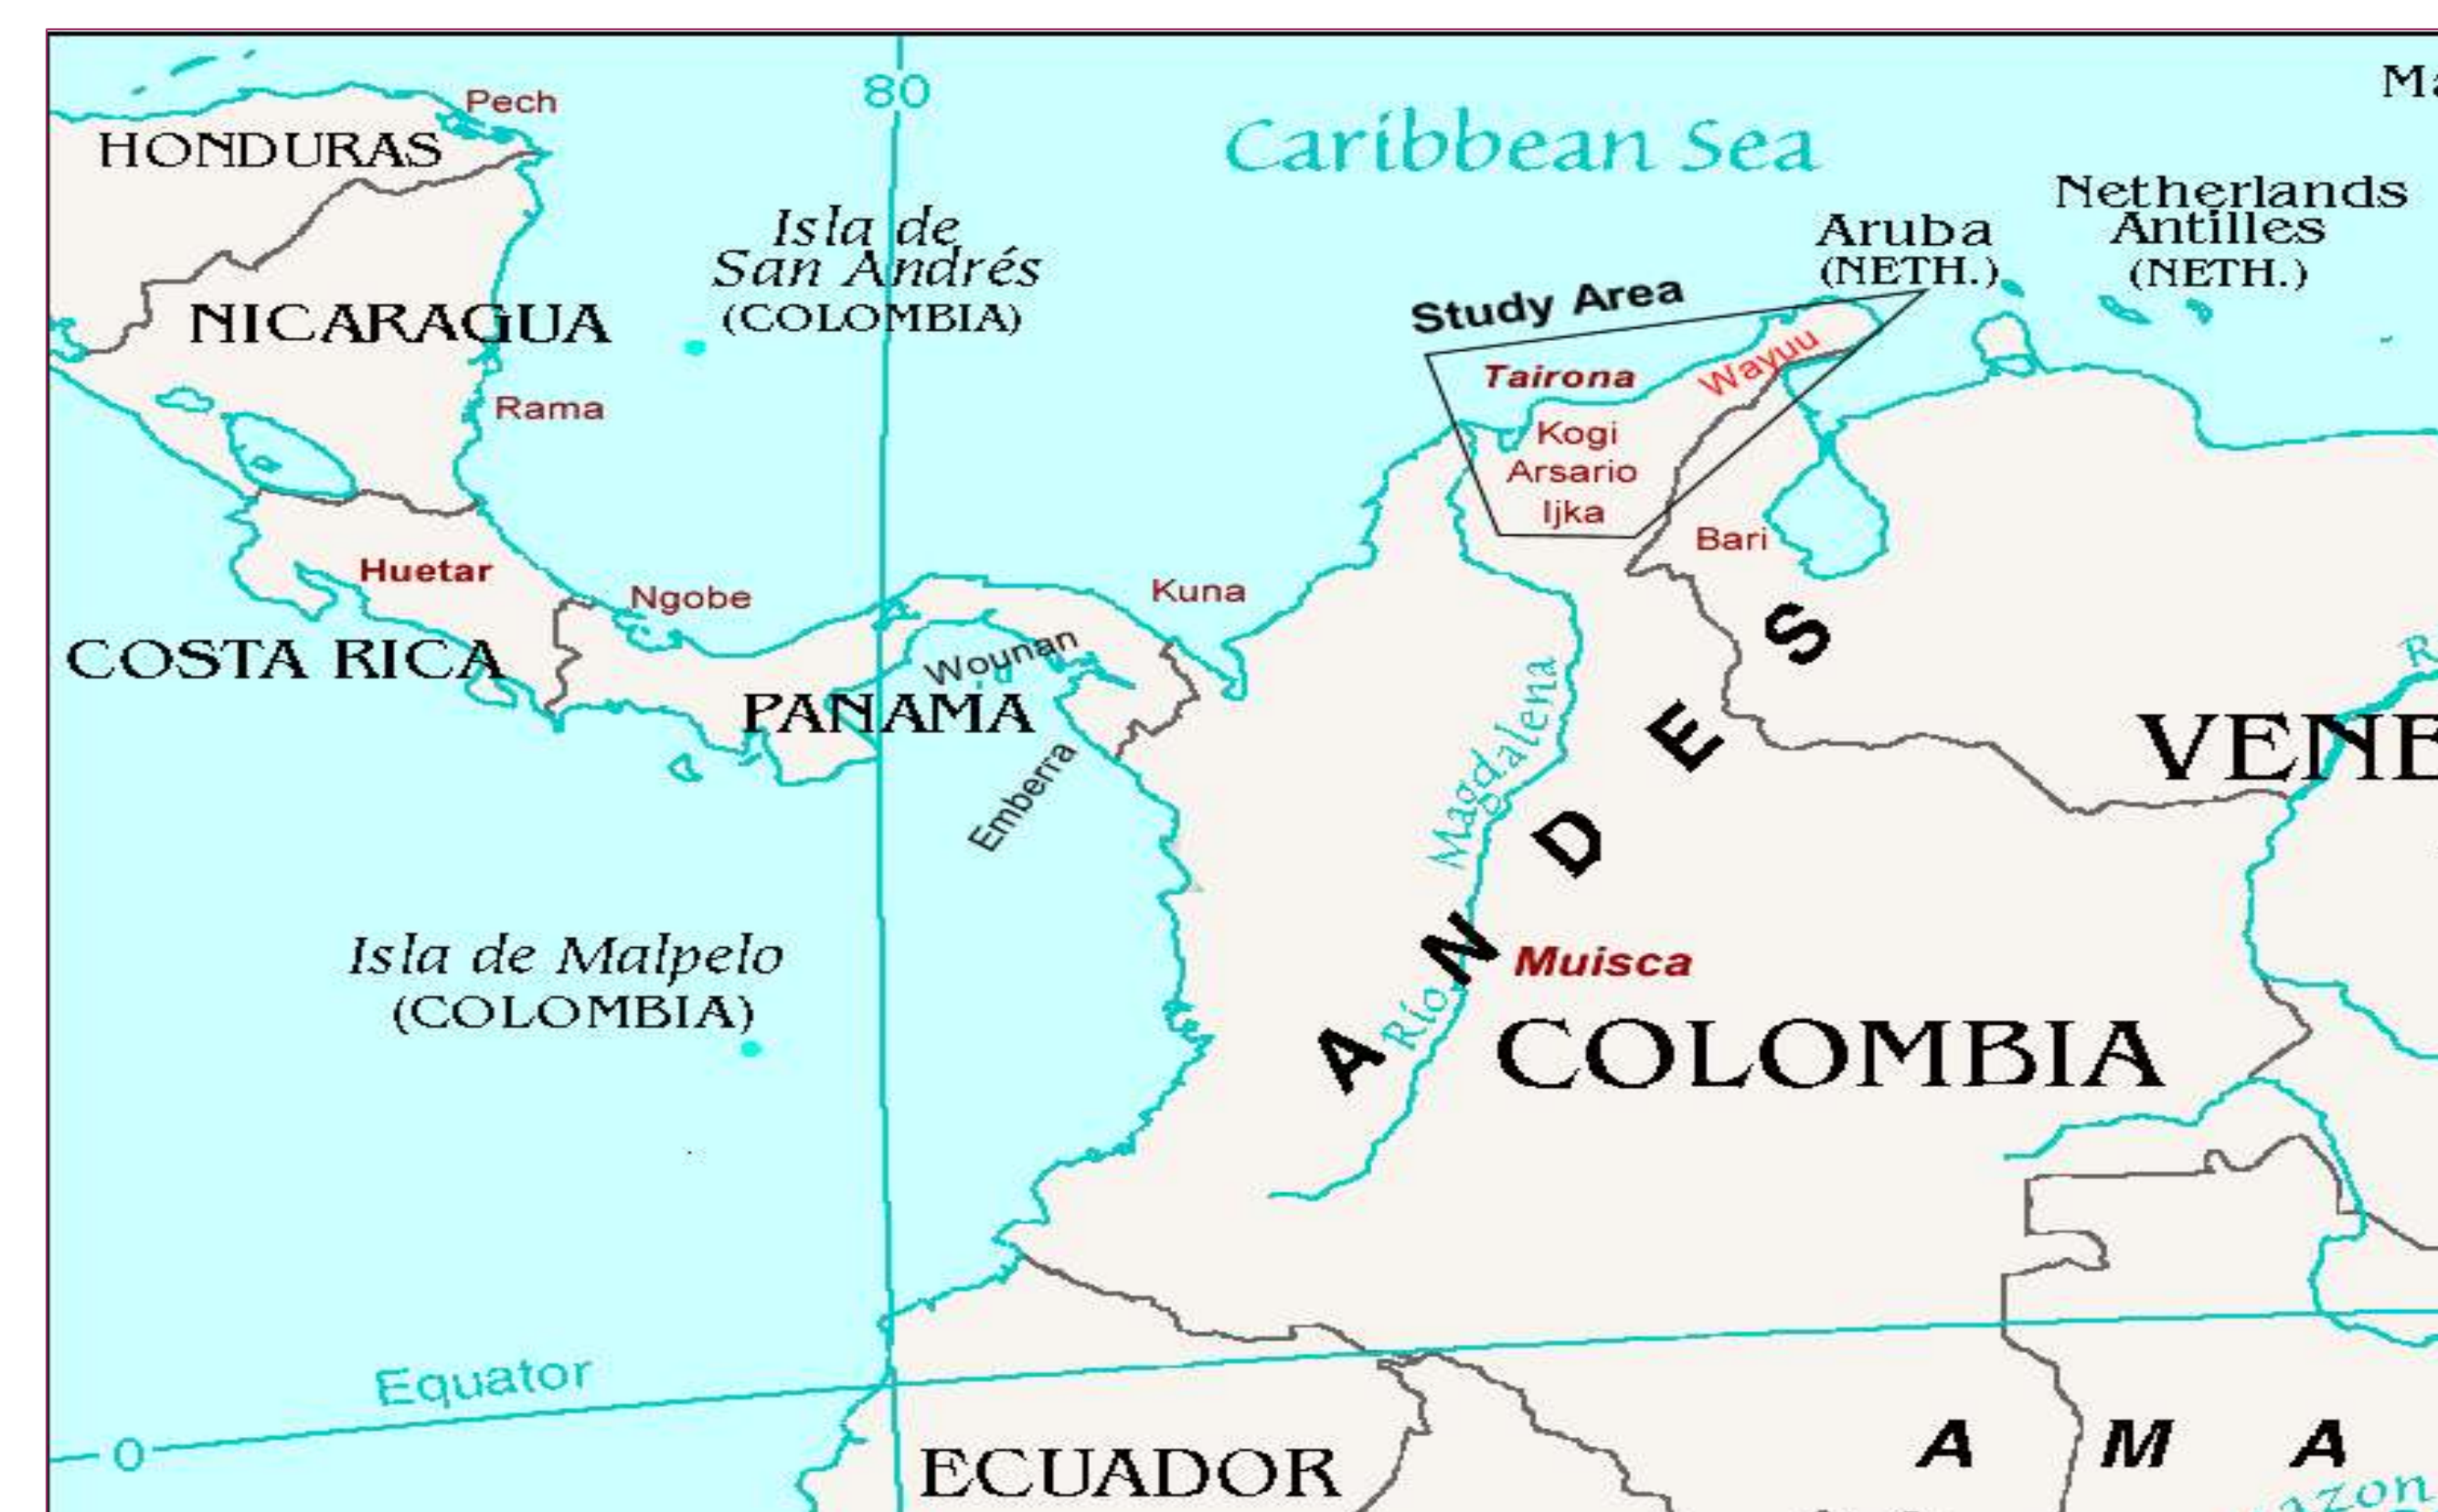 Pech
HONDURAS
80
Caribbean Sea
Isla de
San Andrés
(COLOMBIA)
Netherlands
Antilles
(NETH.)
Aruba
(NETH.)
Study Area
NICARAGUA
Tairona
Wayuu
Rama
Kogi
Arsario
Ijka
Bari
Huetar
Ngobe
Kuna
COSTA RICA
Wounan
PANAMA
Emberra
Río Magdalena
ANDES
Muisca
COLOMBIA
Isla de Malpelo
(COLOMBIA)
Equator
0
ECUADOR
A M A